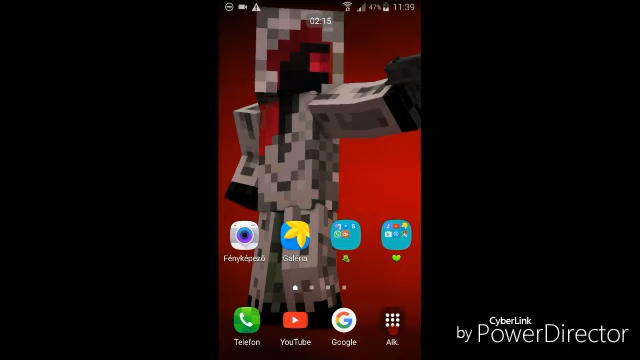 47% 11:39
02:15
Fényképező Galéria
Telefon YouTube Google Alk.
CyberLink
by PowerDirector